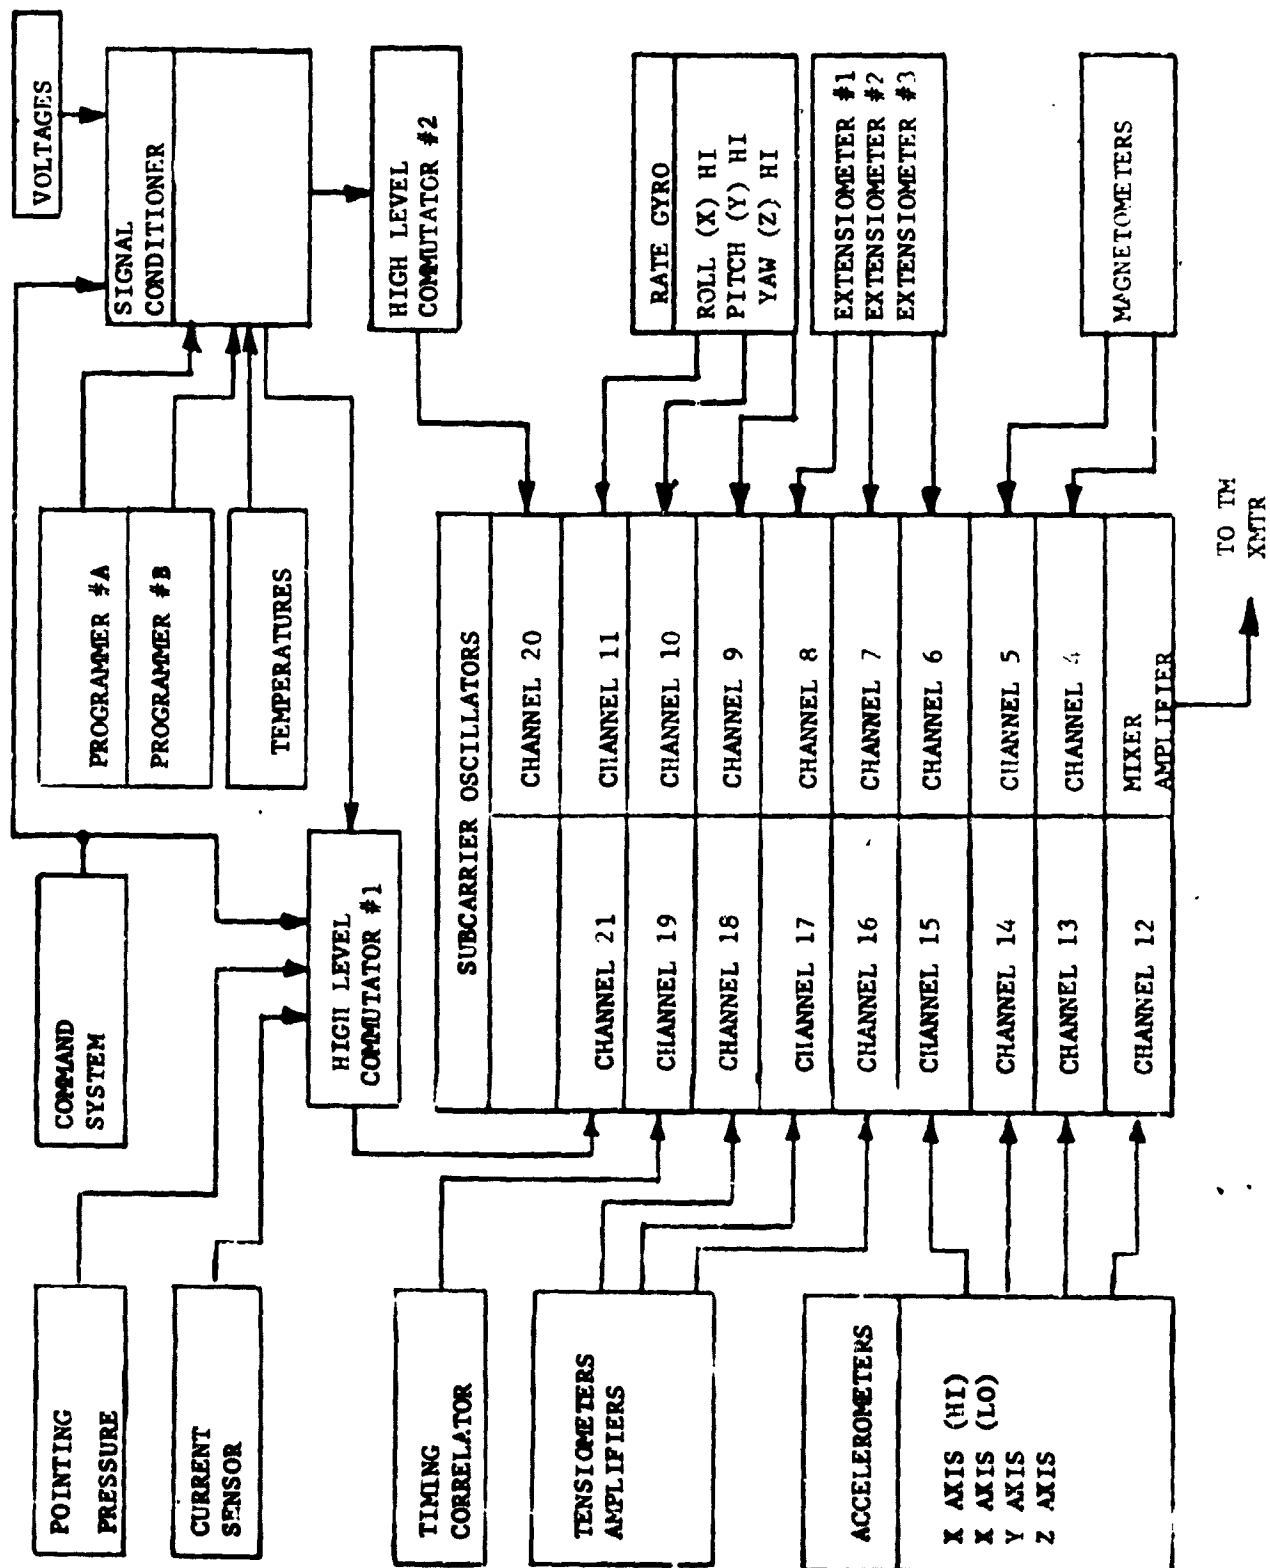 POINTING
PRESSURE
CURRENT
SENSOR
TIMING
CORRELATOR
TENSIOMETERS
AMPLIFIERS
ACCELEROMETERS
X AXIS (HI)
X AXIS (LO)
Y AXIS
Z AXIS
COMMAND
SYSTEM
HIGH LEVEL
COMMUTATOR #1
PROGRAMMER #A
PROGRAMMER #B
TEMPERATURES
VOLTAGES
SIGNAL
CONDITIONER
HIGH LEVEL
COMMUTATOR #2
SUBCARRIER OSCILLATORS
CHANNEL 20
CHANNEL 21
CHANNEL 11
CHANNEL 19
CHANNEL 10
CHANNEL 18
CHANNEL 9
CHANNEL 17
CHANNEL 8
CHANNEL 16
CHANNEL 7
CHANNEL 15
CHANNEL 6
CHANNEL 14
CHANNEL 5
CHANNEL 13
CHANNEL 4
CHANNEL 12
MIXER
AMPLIFIER
RATE GYRO
ROLL (X) HI
PITCH (Y) HI
YAW (Z) HI
EXTENSIOMETER #1
EXTENSIOMETER #2
EXTENSIOMETER #3
MAGNETOMETERS
TO TM
XMTR